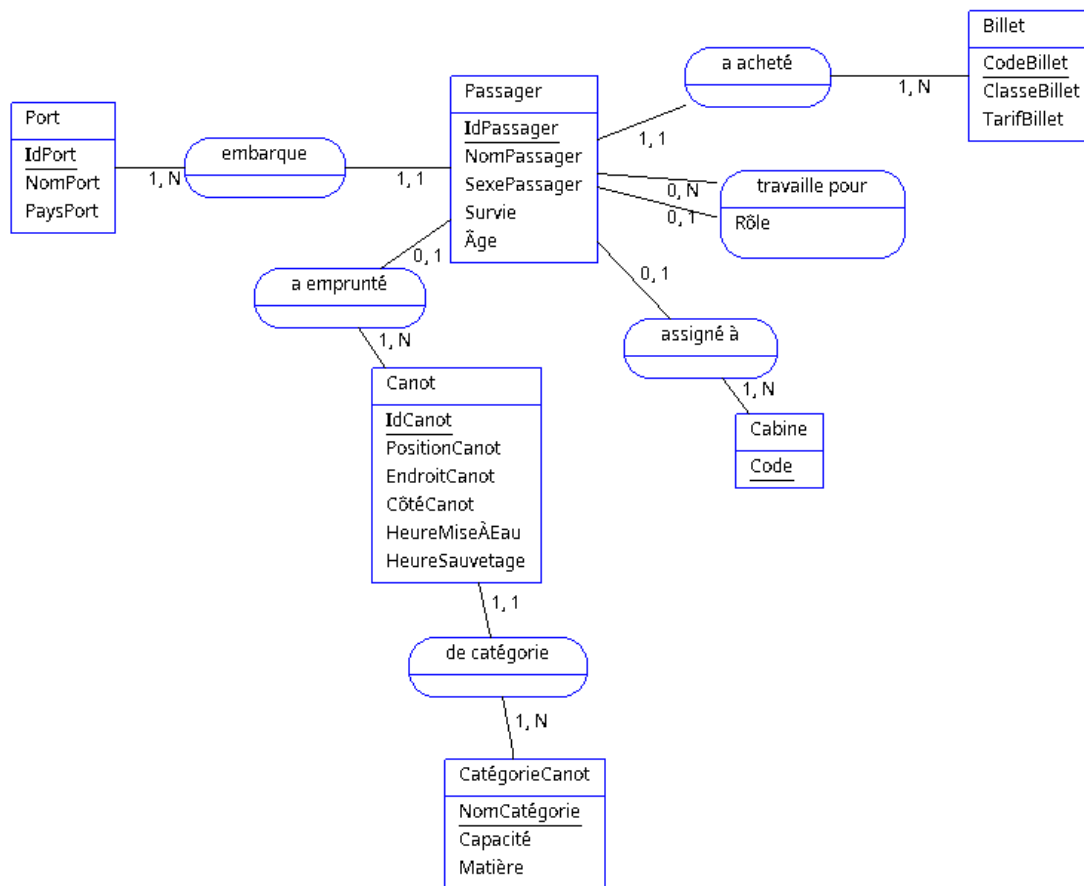 Billet
CodeBillet
ClasseBillet
TarifBillet
a acheté
1, N
1, 1
Passager
IdPassager
NomPassager
SexePassager
Survie
Âge
Port
IdPort
NomPort
PaysPort
embarque
1, N
1, 1
travaille pour
Rôle
0, N
0, 1
a emprunté
0, 1
1, N
assigné à
0, 1
1, N
Canot
IdCanot
PositionCanot
EndroitCanot
CôtéCanot
HeureMiseÀEau
HeureSauvetage
Cabine
Code
1, 1
de catégorie
1, N
CatégorieCanot
NomCatégorie
Capacité
Matière